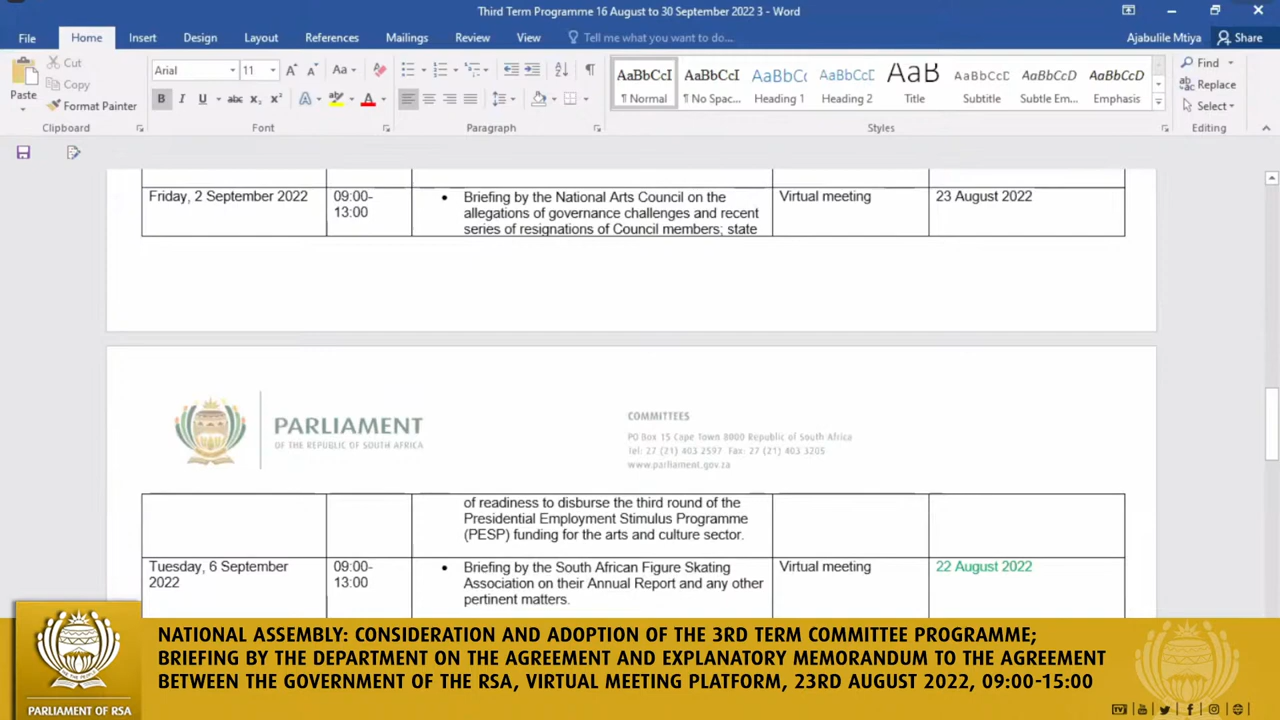 Third Term Programme 16 August to 30 September 2022 3 - Word
File
Home
Insert
Design
Layout
References
Mailings
Review
View
Tell me what you want to do...
Ajabulile Mtiya
Share
Paste
Cut
Copy
Format Painter
Clipboard
Arial
11
Font
Paragraph
AaBbCcI
¶ Normal
AaBbCcI
¶ No Spac...
AaBbCc
Heading 1
AaBbCcI
Heading 2
AaB
Title
AaBbCcD
Subtitle
AaBbCcD
Subtle Em...
AaBbCcD
Emphasis
Styles
Find
Replace
Select
Editing
Friday, 2 September 2022
09:00-
13:00
• Briefing by the National Arts Council on the
allegations of governance challenges and recent
series of resignations of Council members; state
Virtual meeting
23 August 2022
PARLIAMENT
OF THE REPUBLIC OF SOUTH AFRICA
COMMITTEES
PO Box 15 Cape Town 8000 Republic of South Africa
Tel: 27 (21) 403 2597 Fax: 27 (21) 403 3205
www.parliament.gov.za
of readiness to disburse the third round of the
Presidential Employment Stimulus Programme
(PESP) funding for the arts and culture sector.
Tuesday, 6 September
2022
09:00-
13:00
• Briefing by the South African Figure Skating
Association on their Annual Report and any other
pertinent matters.
Virtual meeting
22 August 2022
NATIONAL ASSEMBLY: CONSIDERATION AND ADOPTION OF THE 3RD TERM COMMITTEE PROGRAMME;
BRIEFING BY THE DEPARTMENT ON THE AGREEMENT AND EXPLANATORY MEMORANDUM TO THE AGREEMENT
BETWEEN THE GOVERNMENT OF THE RSA, VIRTUAL MEETING PLATFORM, 23RD AUGUST 2022, 09:00-15:00
PARLIAMENT OF RSA